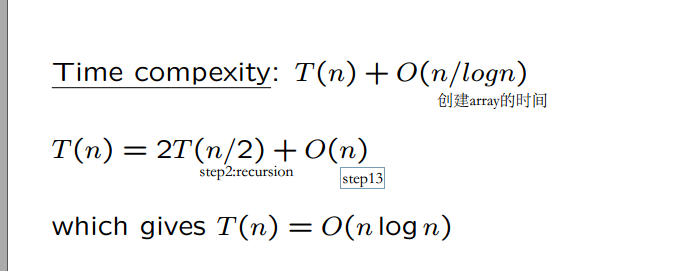 Time compexity: T(n) + O(n/logn)
创建array的时间
T(n) = 2T(n/2) + O(n)
step2:recursion
step13
which gives T(n) = O(n log n)